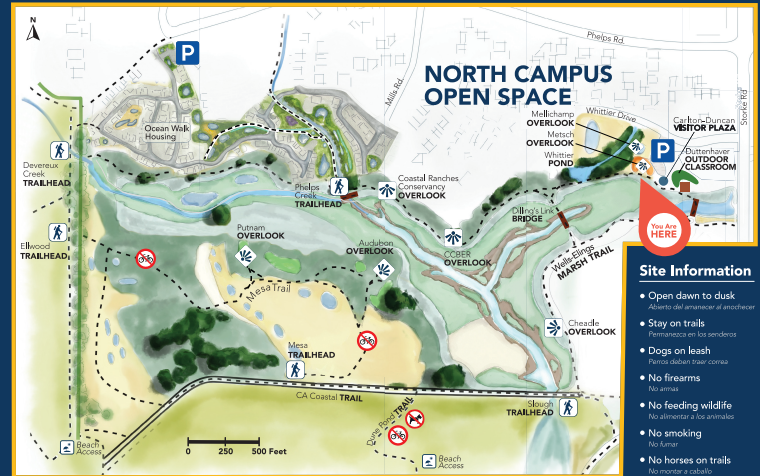 N
P
Phelps Rd.
NORTH CAMPUS
OPEN SPACE
Mills Rd.
Storke Rd
Whittier Drive
Mellichamp
OVERLOOK
Metsch
OVERLOOK
Whittier
POND
Carlton-Duncan
VISITOR PLAZA
P
Duttenhaver
OUTDOOR
CLASSROOM
Ocean Walk
Housing
Devereux
Creek
TRAILHEAD
Phelps
Creek
TRAILHEAD
Coastal Ranches
Conservancy
OVERLOOK
Dilling's Link
BRIDGE
You Are
HERE
Ellwood
TRAILHEAD
Putnam
OVERLOOK
Audubon
OVERLOOK
CCBER
OVERLOOK
Wells-Elings
MARSH TRAIL
Mesa Trail
Mesa
TRAILHEAD
Cheadle
OVERLOOK
CA Coastal TRAIL
Slough
TRAILHEAD
Dune Pond TRAIL
Beach
Access
0 250 500 Feet
Beach
Access
Site Information
• Open dawn to dusk
Abierto del amanecer al anochecer
• Stay on trails
Permanezca en los senderos
• Dogs on leash
Perros deben traer correa
• No firearms
No armas
• No feeding wildlife
No alimentar a los animales
• No smoking
No fumar
• No horses on trails
No montar a caballo